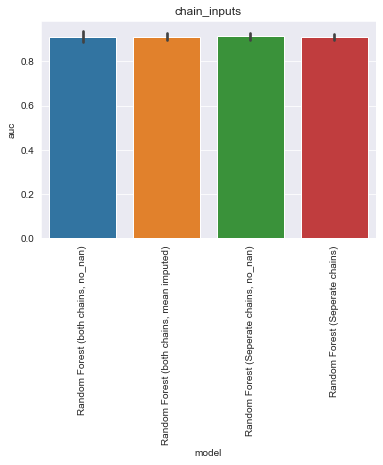 chain_inputs
auc
0.8
0.6
0.4
0.2
0.0
Random Forest (both chains, no_nan)
Random Forest (both chains, mean imputed)
Random Forest (Seperate chains, no_nan)
Random Forest (Seperate chains)
model